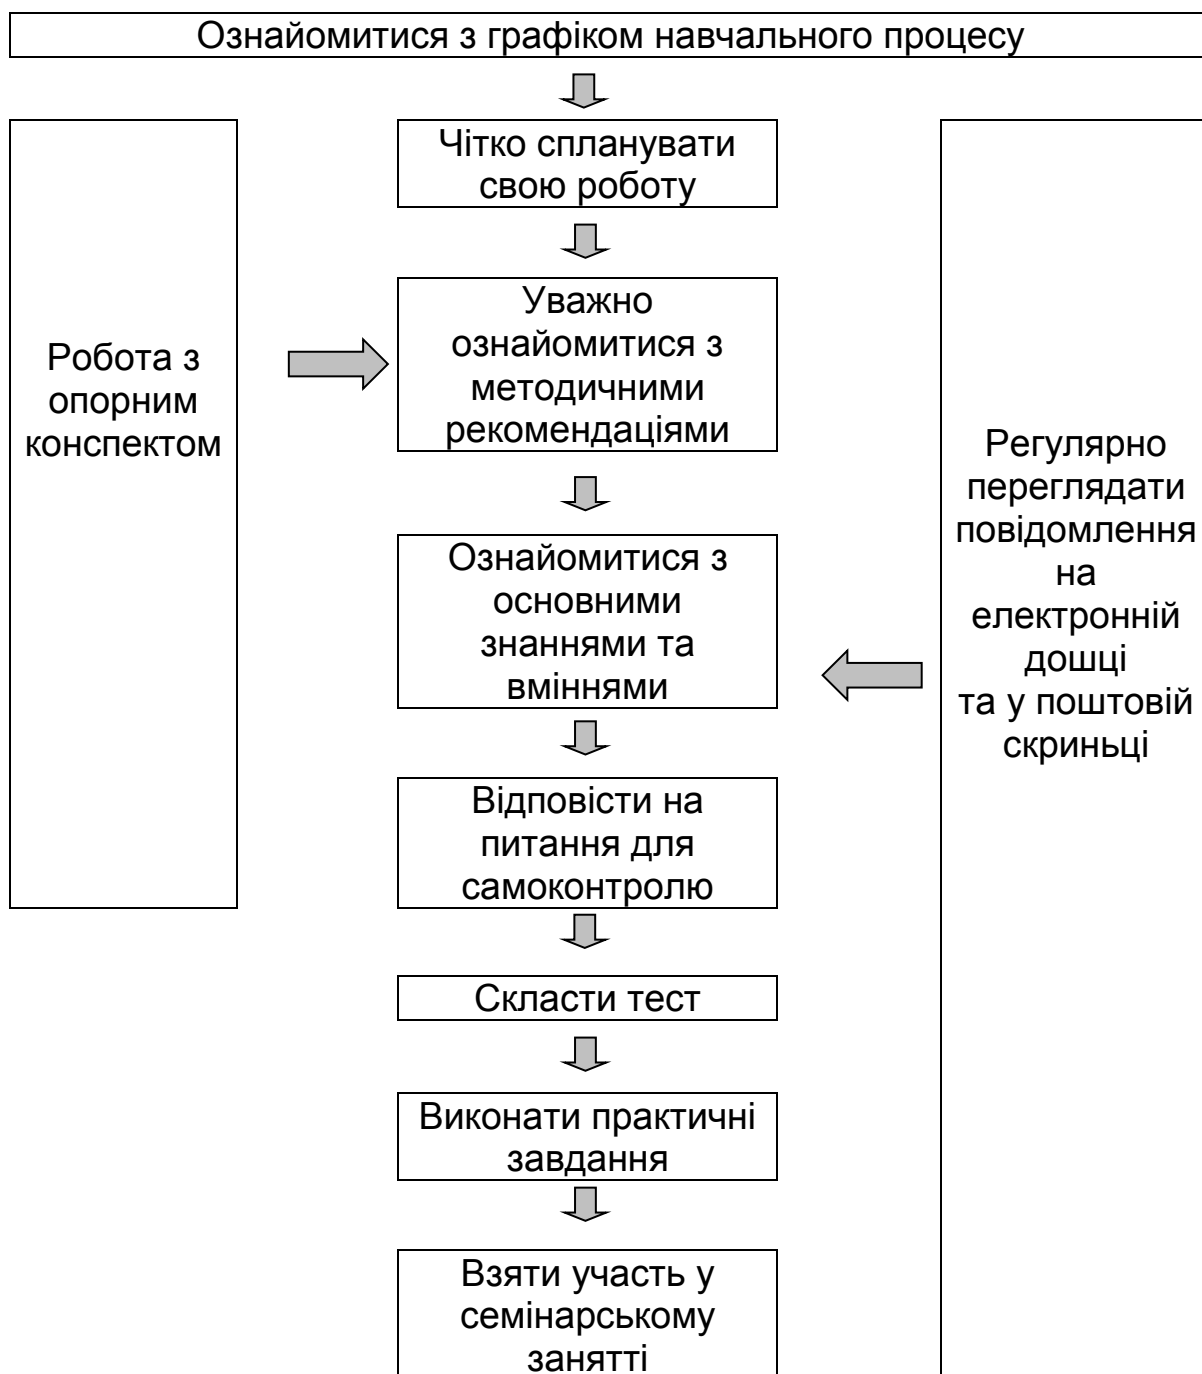 Ознайомитися з графіком навчального процесу
Чітко спланувати
свою роботу
Уважно
ознайомитися з
методичними
рекомендаціями
Робота з
опорним
конспектом
Ознайомитися з
основними
знаннями та
вміннями
Регулярно
переглядати
повідомлення
на
електронній
дошці
та у поштовій
скриньці
Відповісти на
питання для
самоконтролю
Скласти тест
Виконати практичні
завдання
Взяти участь у
семінарському
занятті